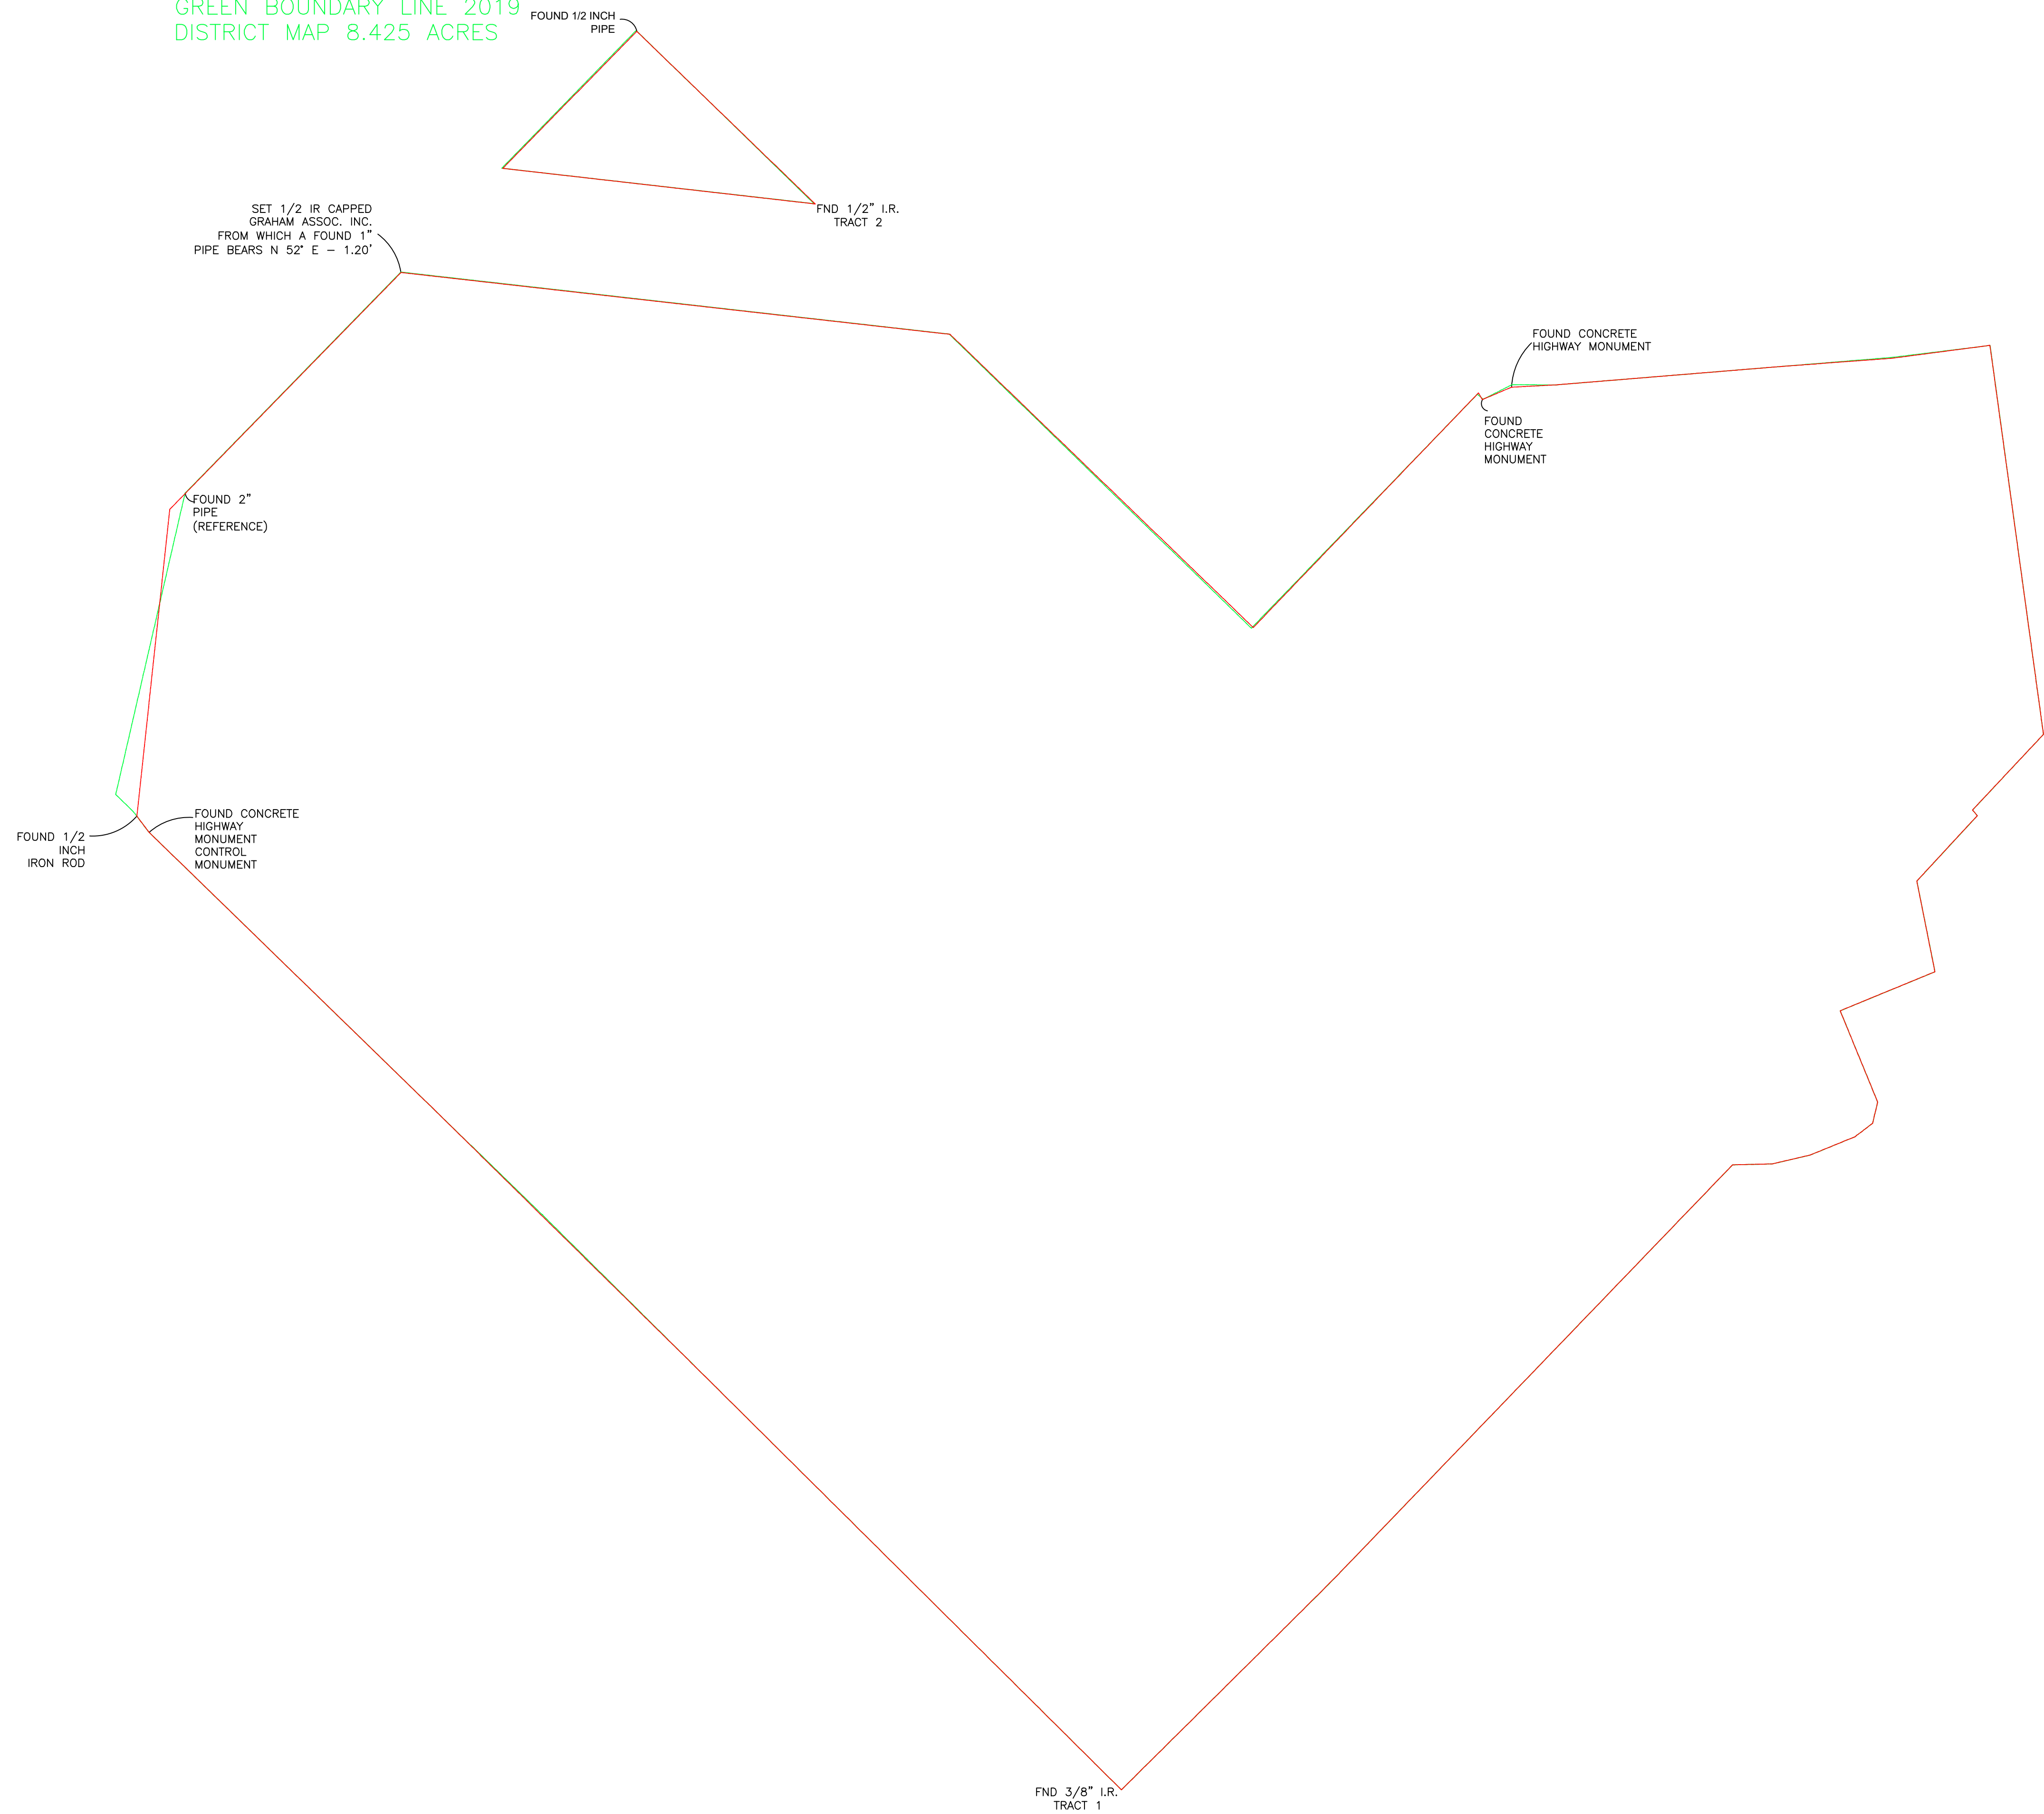 GREEN BOUNDARY LINE 2019
DISTRICT MAP 8.425 ACRES
FOUND 1/2 INCH
PIPE
FND 1/2" I.R.
TRACT 2
SET 1/2 IR CAPPED
GRAHAM ASSOC. INC.
FROM WHICH A FOUND 1"
PIPE BEARS N 52° E - 1.20'
FOUND CONCRETE
HIGHWAY MONUMENT
FOUND
CONCRETE
HIGHWAY
MONUMENT
FOUND 2"
PIPE
(REFERENCE)
FOUND CONCRETE
HIGHWAY
MONUMENT
CONTROL
MONUMENT
FOUND 1/2
INCH
IRON ROD
FND 3/8" I.R.
TRACT 1